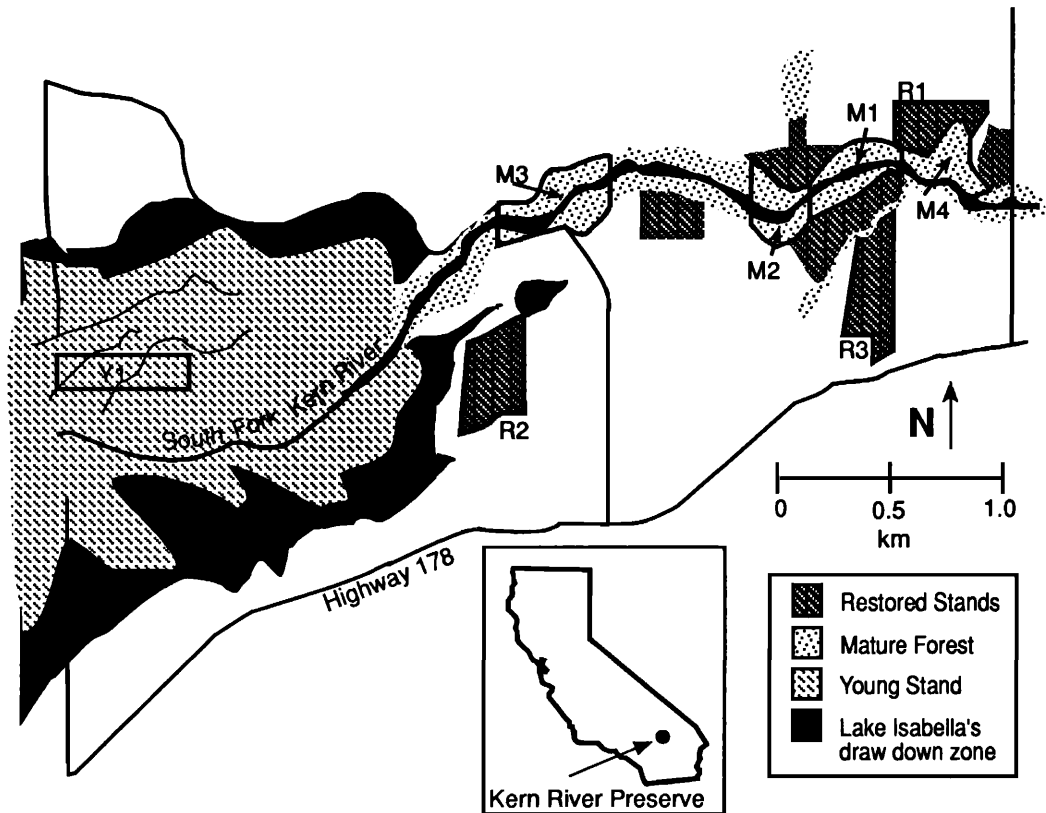 R1
M1
M3
M4
M2
R3
Y1
South Fork Kern River
R2
N
0 0.5 1.0
km
Highway 178
Restored Stands
Mature Forest
Young Stand
Lake Isabella's
draw down zone
Kern River Preserve